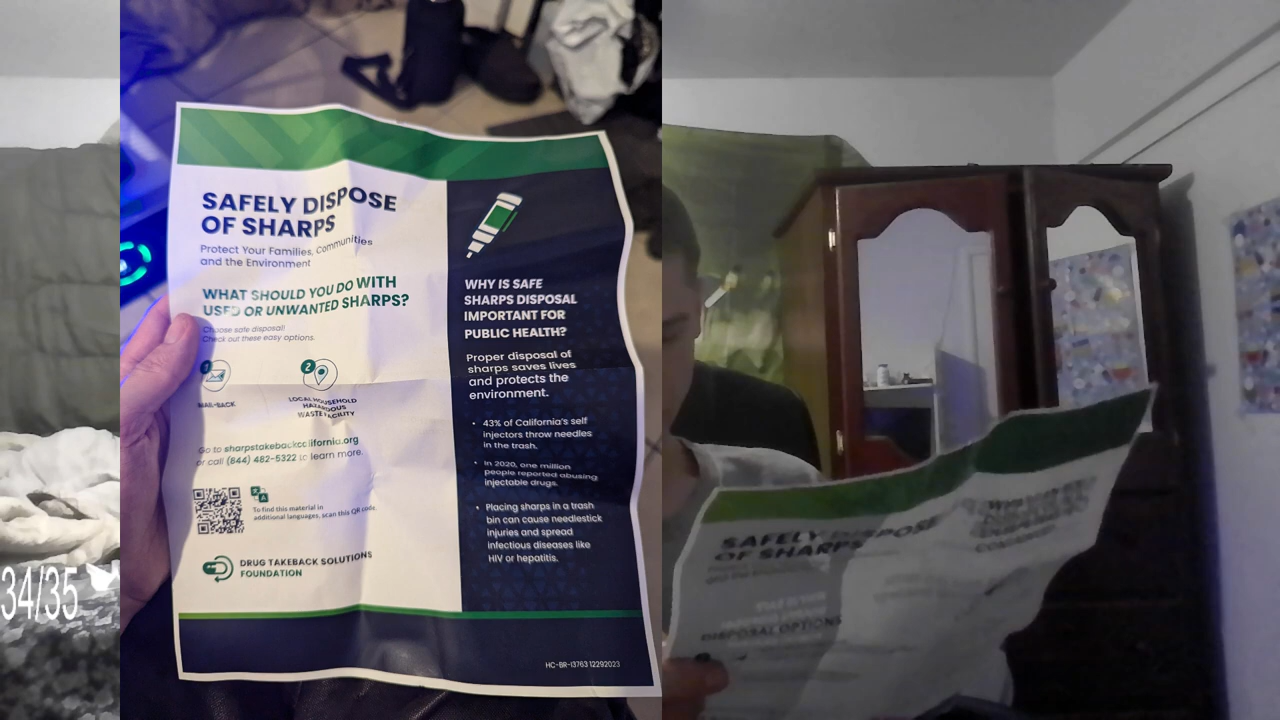 SAFELY DISPOSE
OF SHARPS
Protect Your Families, Communities
and the Environment
WHAT SHOULD YOU DO WITH
USED OR UNWANTED SHARPS?
Choose safe disposal!
Check out these easy options.
1
MAIL-BACK
2
LOCAL HOUSEHOLD
HAZARDOUS
WASTE FACILITY
Go to sharpstakebackcalifornia.org
or call (844) 482-5322 to learn more.
To find this material in
additional languages, scan this QR code.
DRUG TAKEBACK SOLUTIONS
FOUNDATION
WHY IS SAFE
SHARPS DISPOSAL
IMPORTANT FOR
PUBLIC HEALTH?
Proper disposal of
sharps saves lives
and protects the
environment.
• 43% of California's self
injectors throw needles
in the trash.
• In 2020, one million
people reported abusing
injectable drugs.
• Placing sharps in a trash
bin can cause needlestick
injuries and spread
infectious diseases like
HIV or hepatitis.
HC-BR-13763 12292023
34/35
SAFELY DISPOSE
OF SHARPS
DISPOSAL OPTIONS